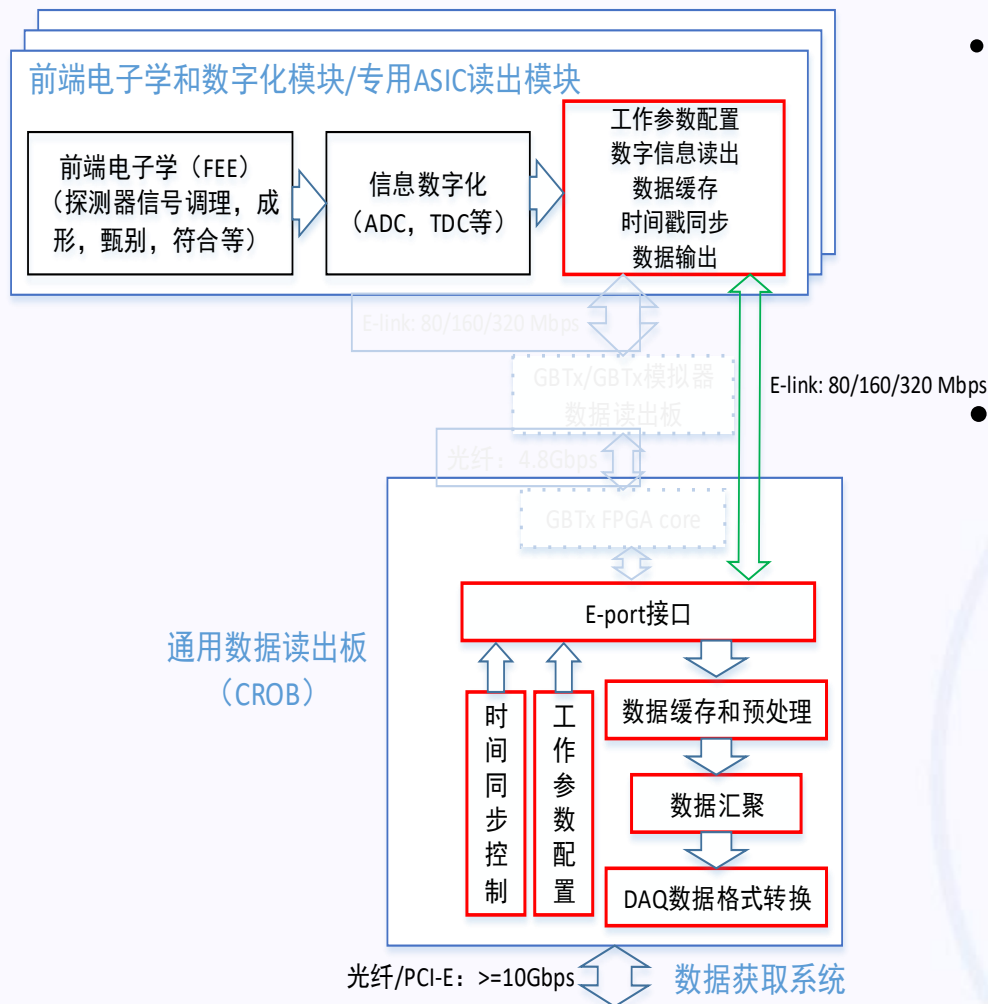 前端电子学和数字化模块/专用ASIC读出模块
前端电子学（FEE）
（探测器信号调理，成
形，甄别，符合等）
信息数字化
（ADC，TDC等）
工作参数配置
数字信息读出
数据缓存
时间戳同步
数据输出
E-link: 80/160/320 Mbps
GBTx/GBTx模拟器
数据读出板
E-link: 80/160/320 Mbps
光纤：4.8Gbps
GBTx FPGA core
E-port接口
通用数据读出板
（CROB）
时间同步控制
工作参数配置
数据缓存和预处理
数据汇聚
DAQ数据格式转换
光纤/PCI-E：>=10Gbps
数据获取系统